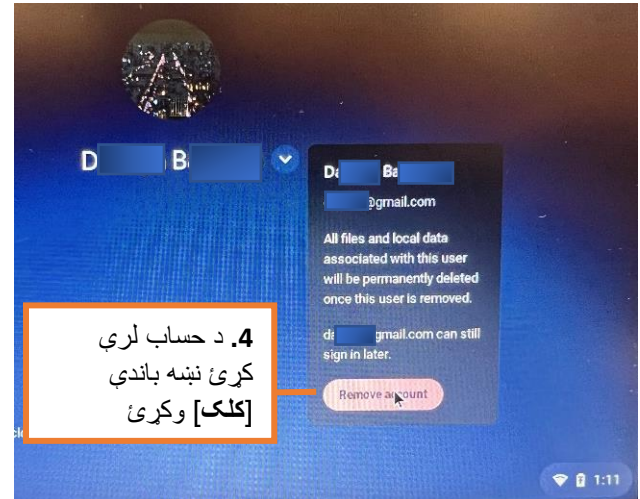 D B
D Ba
@gmail.com
All files and local data
associated with this user
will be permanently deleted
once this user is removed.
da gmail.com can still
sign in later.
Remove account
4. د حساب لرې
کړئ نښه باندې
[کلک] وکړئ
1:11